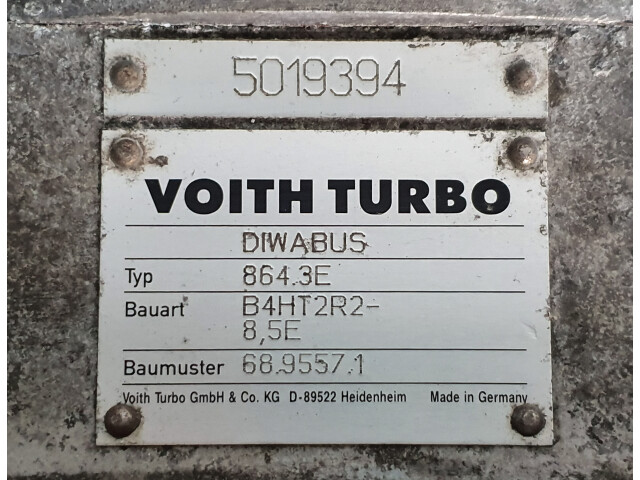 5019394
VOITH TURBO
DIWABUS
Typ 864.3E
Bauart B4HT2R2-
8,5E
Baumuster 68.9557.1
Voith Turbo GmbH & Co. KG D-89522 Heidenheim Made in Germany